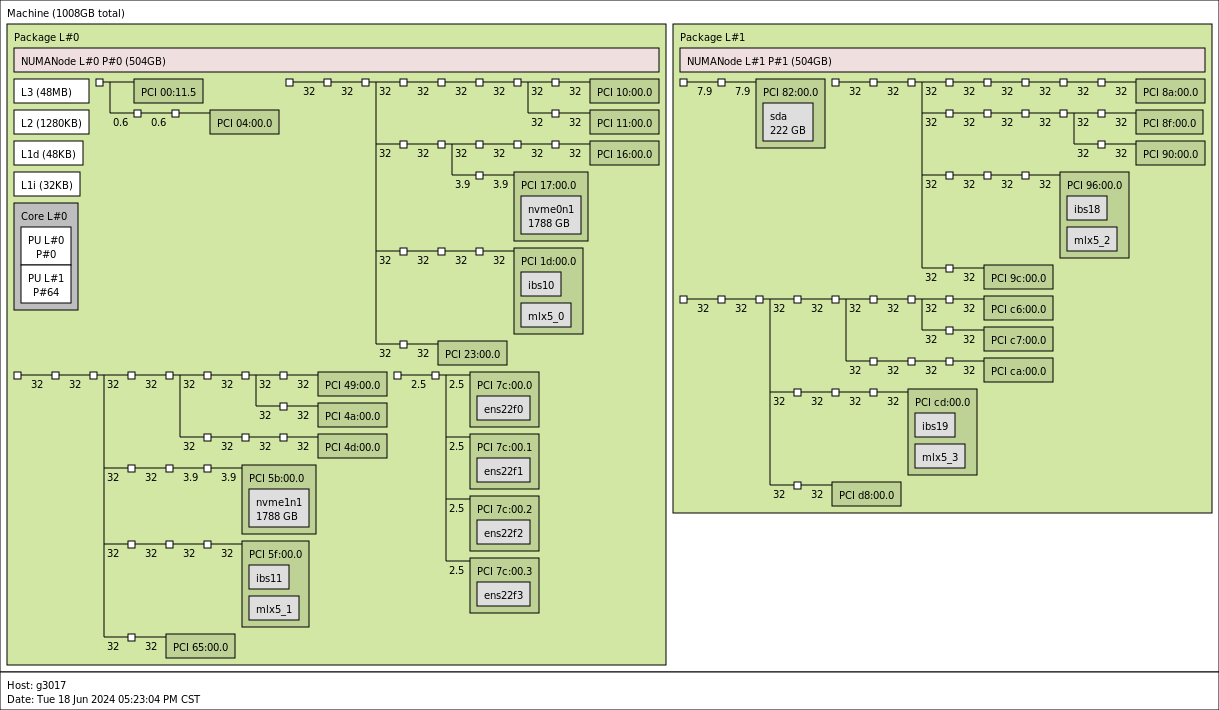 Machine (1008GB total)
Package L#0
NUMANode L#0 P#0 (504GB)
L3 (48MB)
L2 (1280KB)
L1d (48KB)
L1i (32KB)
Core L#0
PU L#0
P#0
PU L#1
P#64
PCI 00:11.5
0.6 0.6 PCI 04:00.0
32 32 32 32 32 32 32 32 PCI 10:00.0
32 32 PCI 11:00.0
32 32 32 32 32 32 PCI 16:00.0
3.9 3.9 PCI 17:00.0
nvme0n1
1788 GB
32 32 32 32 PCI 1d:00.0
ibs10
mlx5_0
32 32 PCI 23:00.0
32 32 32 32 32 32 32 32 PCI 49:00.0
32 32 PCI 4a:00.0
32 32 32 32 PCI 4d:00.0
32 32 3.9 3.9 PCI 5b:00.0
nvme1n1
1788 GB
32 32 32 32 PCI 5f:00.0
ibs11
mlx5_1
32 32 PCI 65:00.0
2.5 2.5 PCI 7c:00.0
ens22f0
2.5 PCI 7c:00.1
ens22f1
2.5 PCI 7c:00.2
ens22f2
2.5 PCI 7c:00.3
ens22f3
Package L#1
NUMANode L#1 P#1 (504GB)
7.9 7.9 PCI 82:00.0
sda
222 GB
32 32 32 32 32 32 32 32 PCI 8a:00.0
32 32 32 32 32 32 PCI 8f:00.0
32 32 PCI 90:00.0
32 32 32 32 PCI 96:00.0
ibs18
mlx5_2
32 32 PCI 9c:00.0
32 32 32 32 32 32 32 32 PCI c6:00.0
32 32 PCI c7:00.0
32 32 32 32 PCI ca:00.0
32 32 32 32 PCI cd:00.0
ibs19
mlx5_3
32 32 PCI d8:00.0
Host: g3017
Date: Tue 18 Jun 2024 05:23:04 PM CST